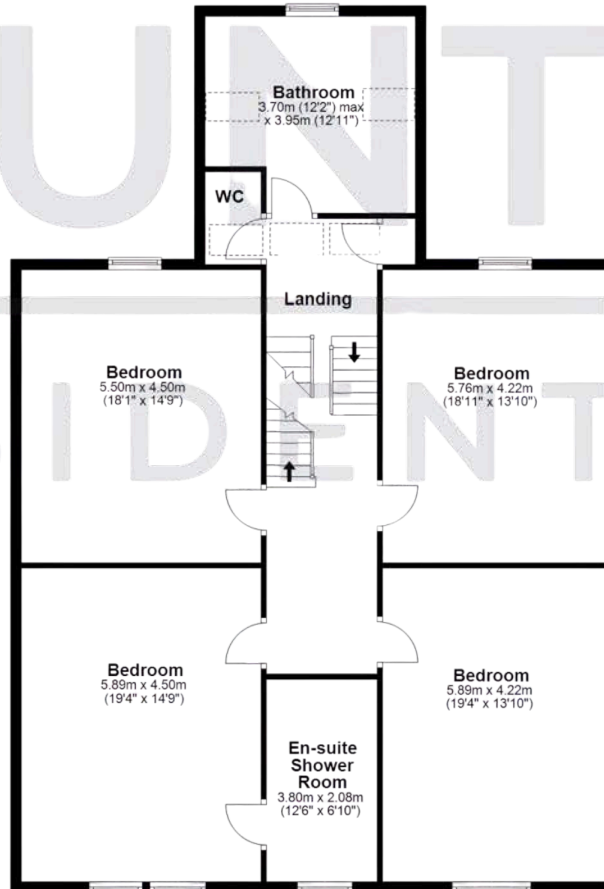 UNT
Bathroom
3.70m (12'2") max
x 3.95m (12'11")
WC
Landing
Bedroom
5.50m x 4.50m
(18'1" x 14'9")
Bedroom
5.76m x 4.22m
(18'11" x 13'10")
IDENT
Bedroom
5.89m x 4.50m
(19'4" x 14'9")
Bedroom
5.89m x 4.22m
(19'4" x 13'10")
En-suite
Shower
Room
3.80m x 2.08m
(12'6" x 6'10")